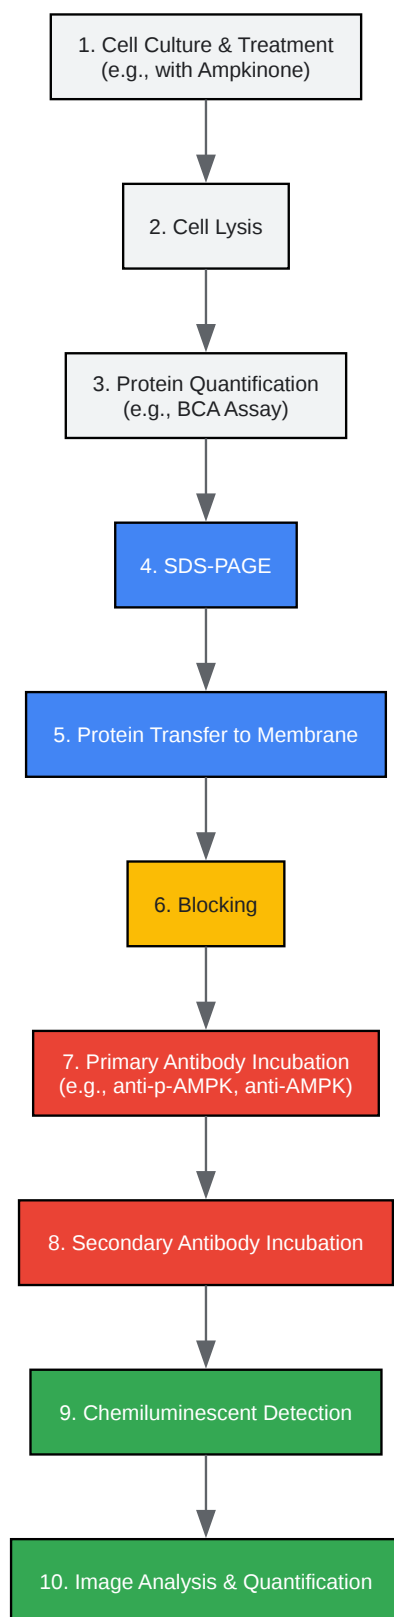 1. Cell Culture & Treatment
(e.g., with Ampkinone)
2. Cell Lysis
3. Protein Quantification
(e.g., BCA Assay)
4. SDS-PAGE
5. Protein Transfer to Membrane
6. Blocking
7. Primary Antibody Incubation
(e.g., anti-p-AMPK, anti-AMPK)
8. Secondary Antibody Incubation
9. Chemiluminescent Detection
10. Image Analysis & Quantification